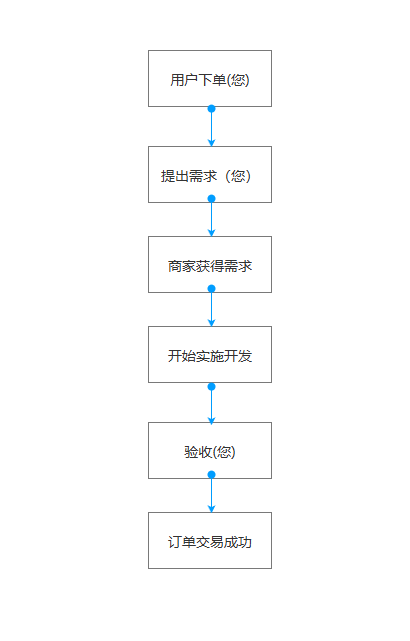 用户下单(您)
提出需求（您）
商家获得需求
开始实施开发
验收(您)
订单交易成功